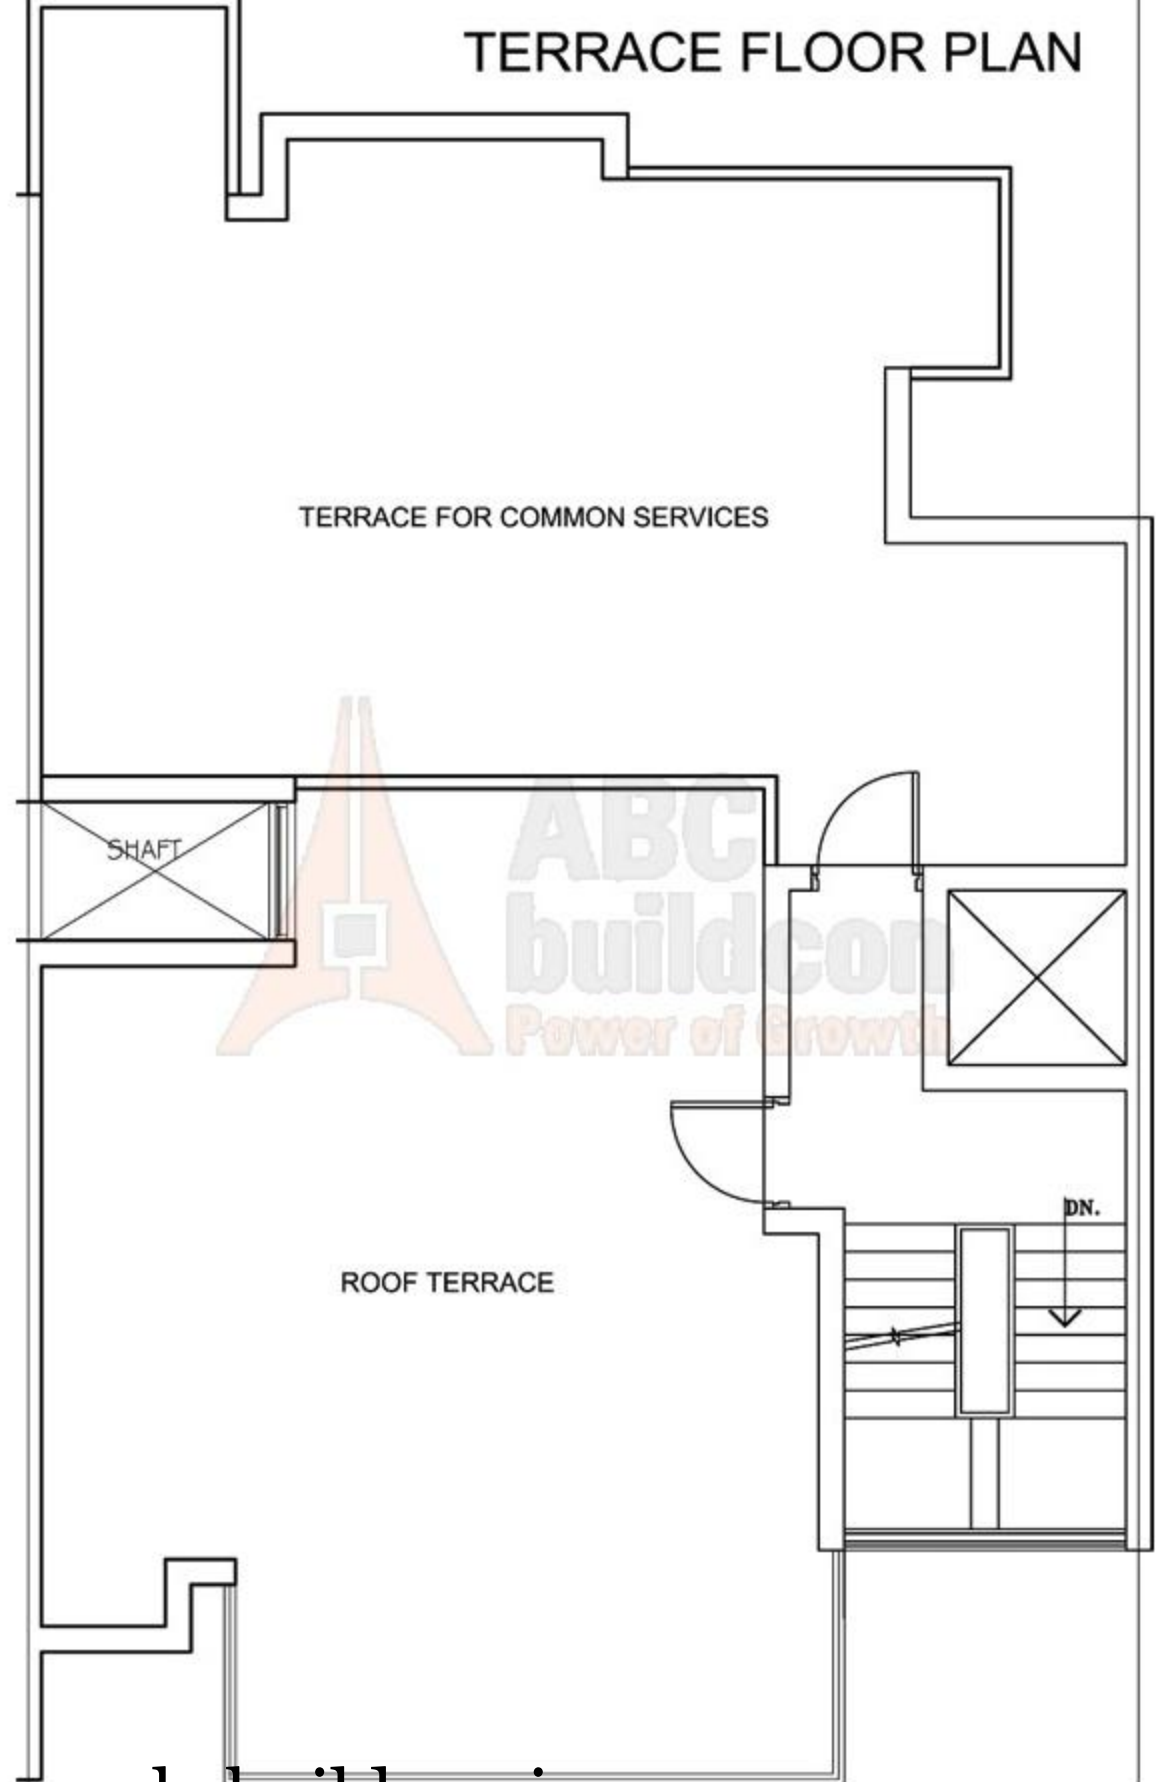 TERRACE FLOOR PLAN
TERRACE FOR COMMON SERVICES
SHAFT
ABC
buildcon
Power of Growth
DN.
ROOF TERRACE